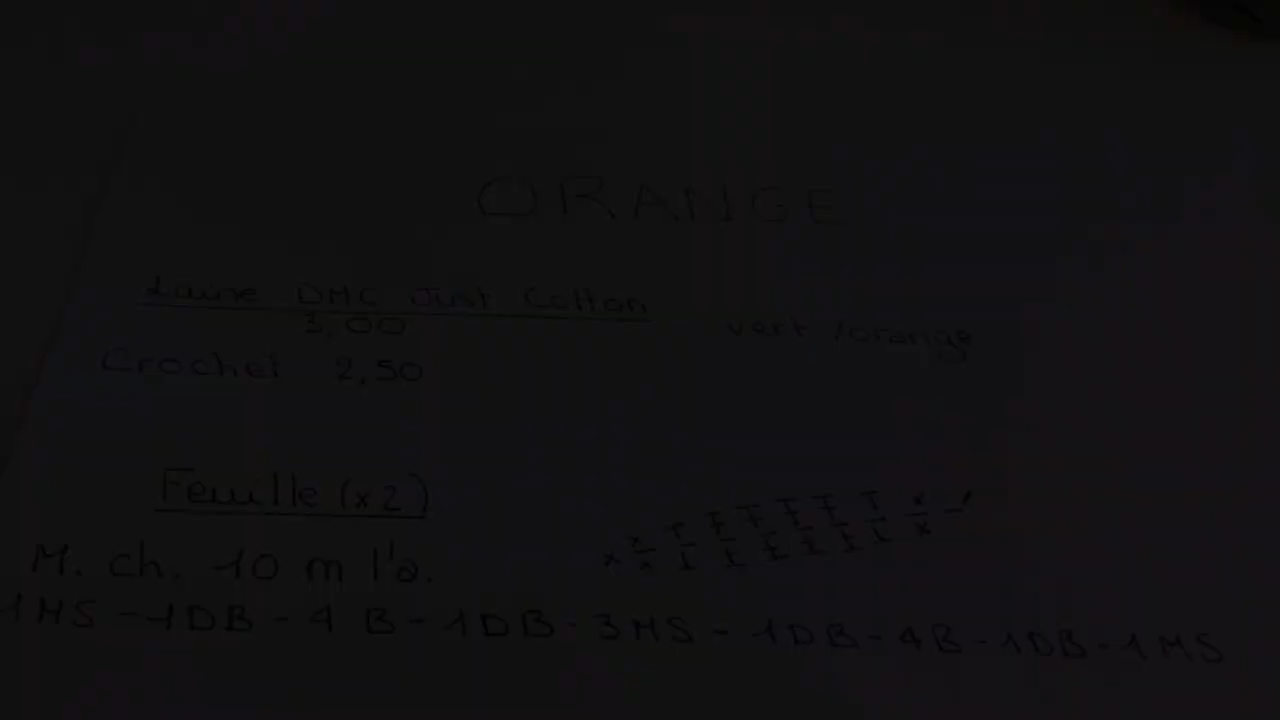 ORANGE
Laine DMC Just Cotton
3,00
vert / orange
Crochet 2,50
Feuille (x2)
M. ch. 10 m l'a.
1MS - 1DB - 4 B - 1DB - 3MS - 1DB - 4B - 1DB - 1MS